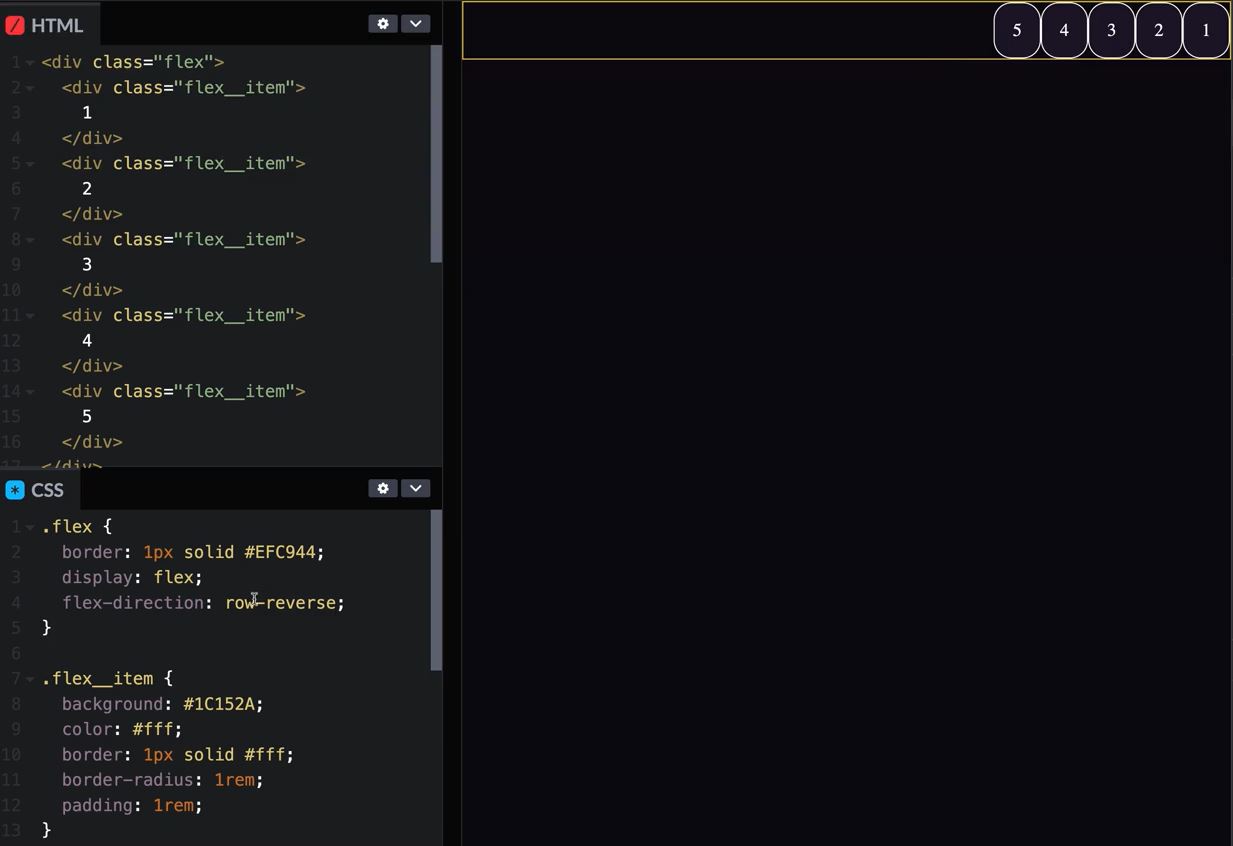 HTML
1 <div class="flex">
2 <div class="flex__item">
3 1
4 </div>
5 <div class="flex__item">
6 2
7 </div>
8 <div class="flex__item">
9 3
10 </div>
11 <div class="flex__item">
12 4
13 </div>
14 <div class="flex__item">
15 5
16 </div>
17 </div>
CSS
1 .flex {
2 border: 1px solid #EFC944;
3 display: flex;
4 flex-direction: row-reverse;
5 }
6
7 .flex__item {
8 background: #1C152A;
9 color: #fff;
10 border: 1px solid #fff;
11 border-radius: 1rem;
12 padding: 1rem;
13 }
5 4 3 2 1